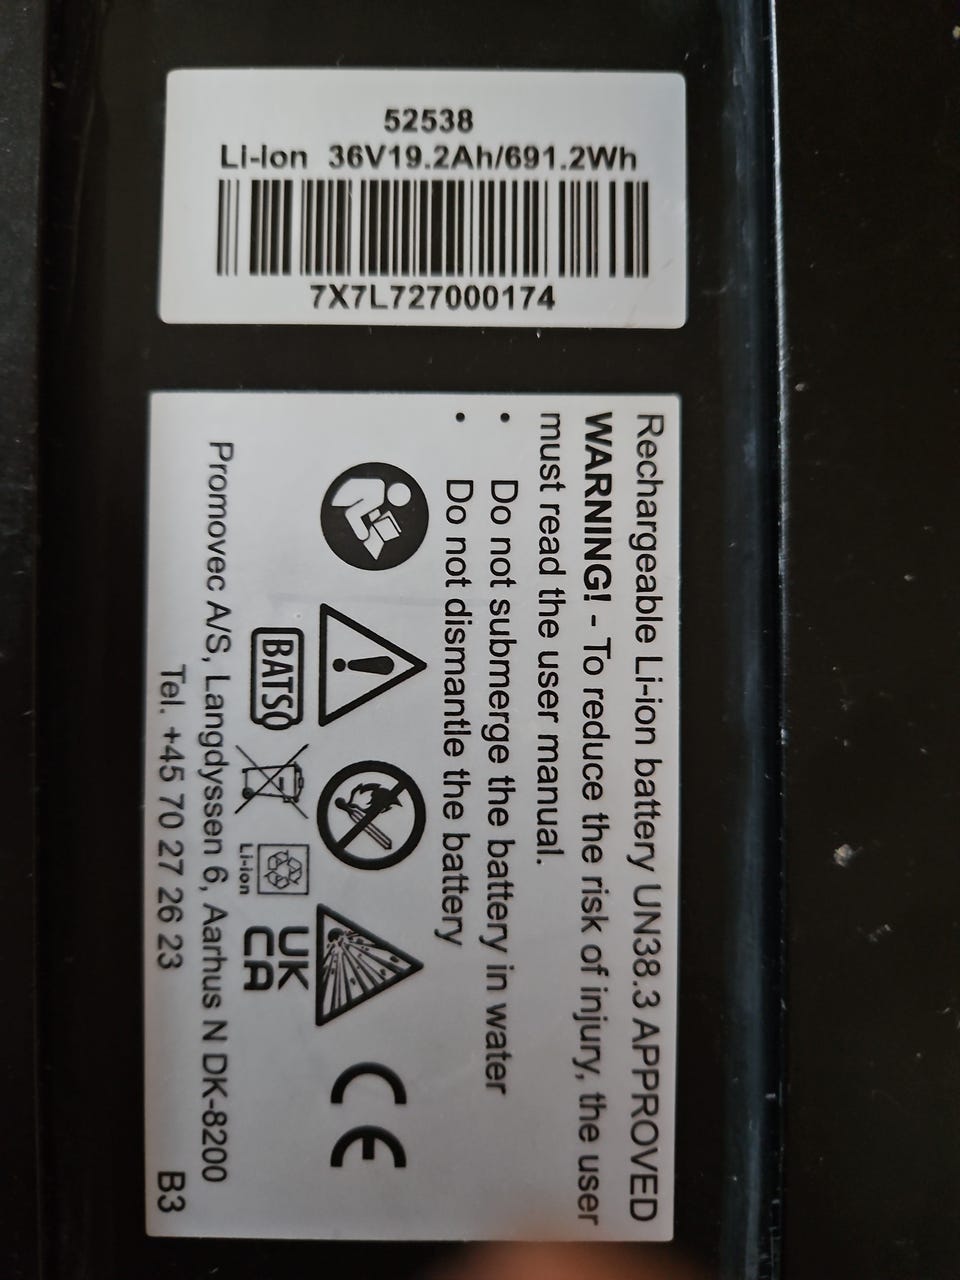 52538
Li-Ion 36V19.2Ah/691.2Wh
7X7L727000174
Rechargeable Li-ion battery UN38.3 APPROVED
WARNING! - To reduce the risk of injury, the user
must read the user manual.
• Do not submerge the battery in water
• Do not dismantle the battery
CE
BATSO
Li-ion
UK
CA
Promovec A/S, Langdyssen 6, Aarhus N DK-8200
Tel. +45 70 27 26 23
B3